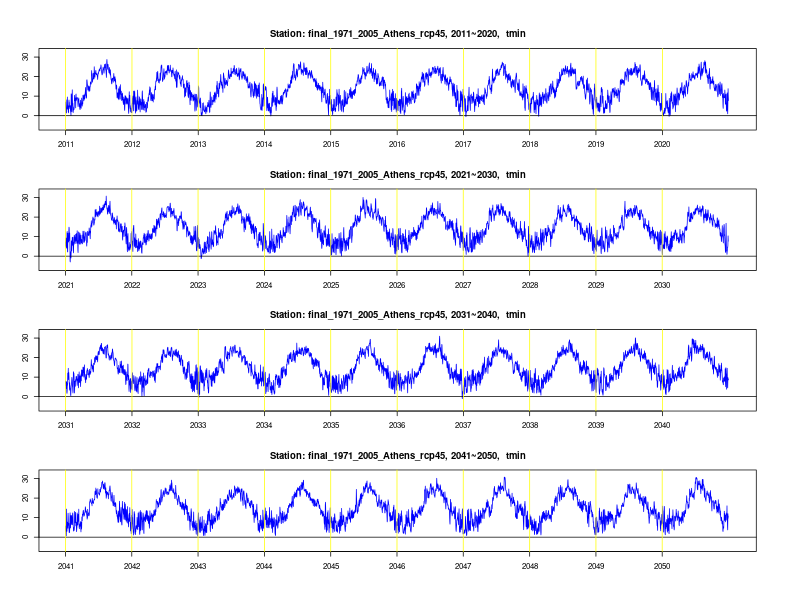 Station: final_1971_2005_Athens_rcp45, 2011~2020, tmin
30
20
10
0
2011 2012 2013 2014 2015 2016 2017 2018 2019 2020
Station: final_1971_2005_Athens_rcp45, 2021~2030, tmin
30
20
10
0
2021 2022 2023 2024 2025 2026 2027 2028 2029 2030
Station: final_1971_2005_Athens_rcp45, 2031~2040, tmin
30
20
10
0
2031 2032 2033 2034 2035 2036 2037 2038 2039 2040
Station: final_1971_2005_Athens_rcp45, 2041~2050, tmin
30
20
10
0
2041 2042 2043 2044 2045 2046 2047 2048 2049 2050